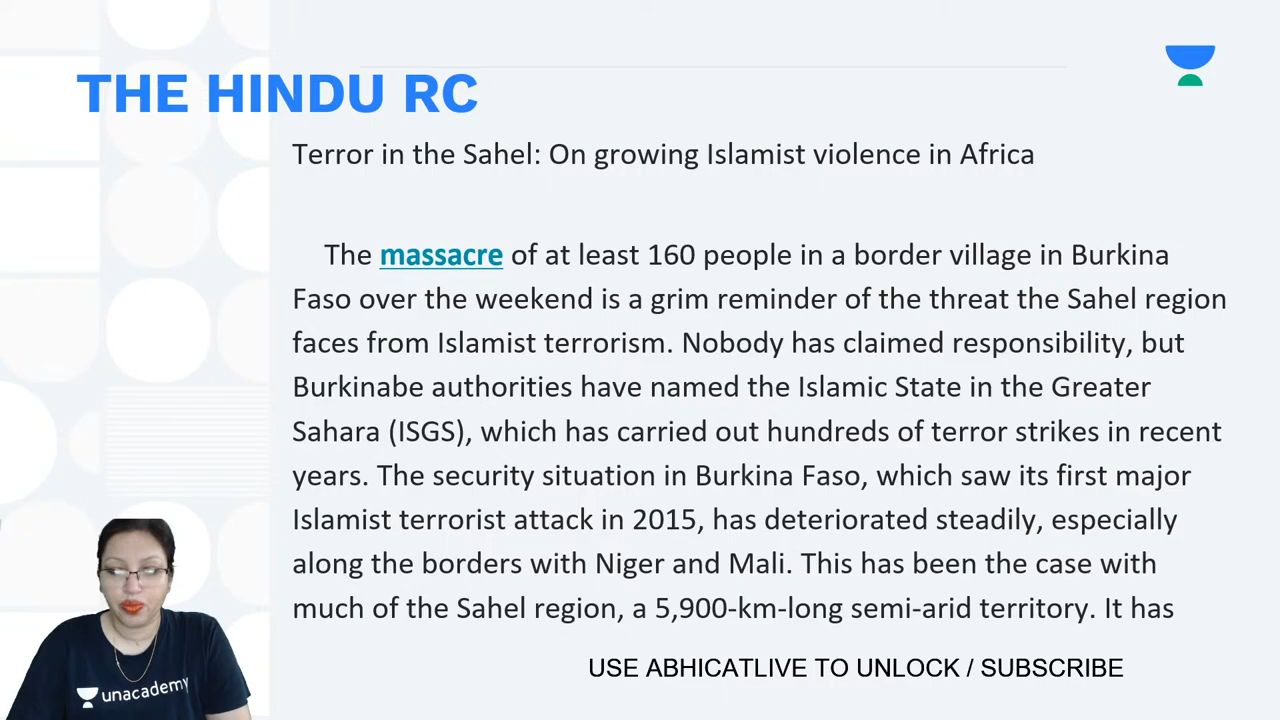 THE HINDU RC
Terror in the Sahel: On growing Islamist violence in Africa
The massacre of at least 160 people in a border village in Burkina
Faso over the weekend is a grim reminder of the threat the Sahel region
faces from Islamist terrorism. Nobody has claimed responsibility, but
Burkinabe authorities have named the Islamic State in the Greater
Sahara (ISGS), which has carried out hundreds of terror strikes in recent
years. The security situation in Burkina Faso, which saw its first major
Islamist terrorist attack in 2015, has deteriorated steadily, especially
along the borders with Niger and Mali. This has been the case with
much of the Sahel region, a 5,900-km-long semi-arid territory. It has
unacademy
USE ABHICATLIVE TO UNLOCK / SUBSCRIBE